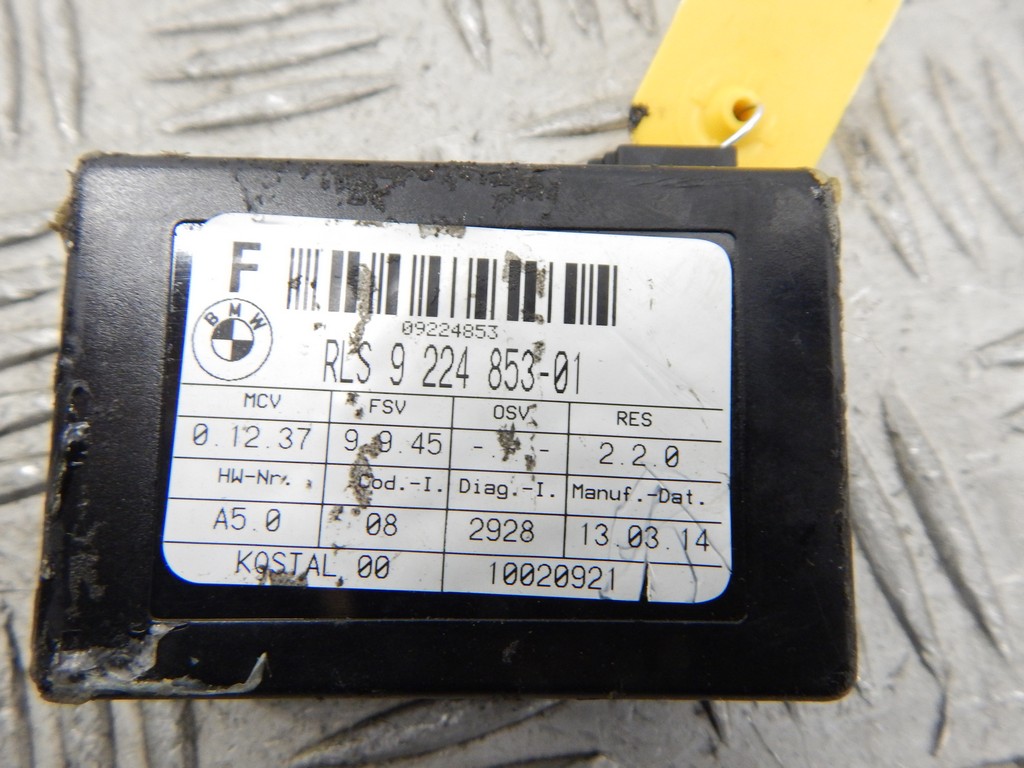 F
BMW
09224853
RLS 9 224 853-01
MCV FSV OSV RES
0.12.37 9.9.45 -.-.- 2.2.0
HW-Nr. Cod.-I. Diag.-I. Manuf.-Dat.
A5.0 08 2928 13.03.14
KOSTAL 00 10020921